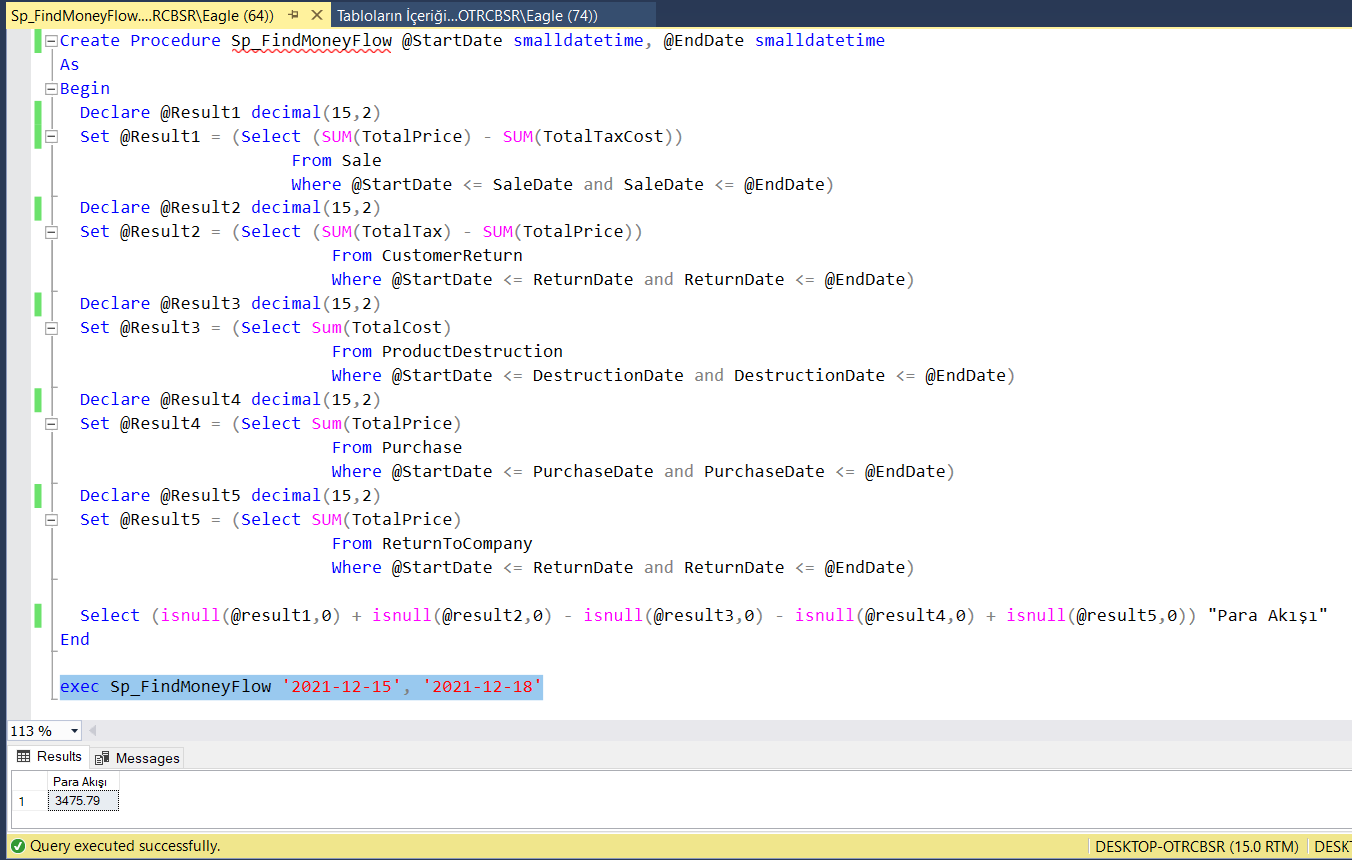 Sp_FindMoneyFlow....RCBSR\Eagle (64)) Tabloların İçeriği...OTRCBSR\Eagle (74))
Create Procedure Sp_FindMoneyFlow @StartDate smalldatetime, @EndDate smalldatetime
As
Begin
Declare @Result1 decimal(15,2)
Set @Result1 = (Select (SUM(TotalPrice) - SUM(TotalTaxCost))
From Sale
Where @StartDate <= SaleDate and SaleDate <= @EndDate)
Declare @Result2 decimal(15,2)
Set @Result2 = (Select (SUM(TotalTax) - SUM(TotalPrice))
From CustomerReturn
Where @StartDate <= ReturnDate and ReturnDate <= @EndDate)
Declare @Result3 decimal(15,2)
Set @Result3 = (Select Sum(TotalCost)
From ProductDestruction
Where @StartDate <= DestructionDate and DestructionDate <= @EndDate)
Declare @Result4 decimal(15,2)
Set @Result4 = (Select Sum(TotalPrice)
From Purchase
Where @StartDate <= PurchaseDate and PurchaseDate <= @EndDate)
Declare @Result5 decimal(15,2)
Set @Result5 = (Select SUM(TotalPrice)
From ReturnToCompany
Where @StartDate <= ReturnDate and ReturnDate <= @EndDate)
Select (isnull(@result1,0) + isnull(@result2,0) - isnull(@result3,0) - isnull(@result4,0) + isnull(@result5,0)) "Para Akışı"
End
exec Sp_FindMoneyFlow '2021-12-15', '2021-12-18'
113 %
Results Messages
Para Akışı
1 3475.79
Query executed successfully. DESKTOP-OTRCBSR (15.0 RTM) DESKT